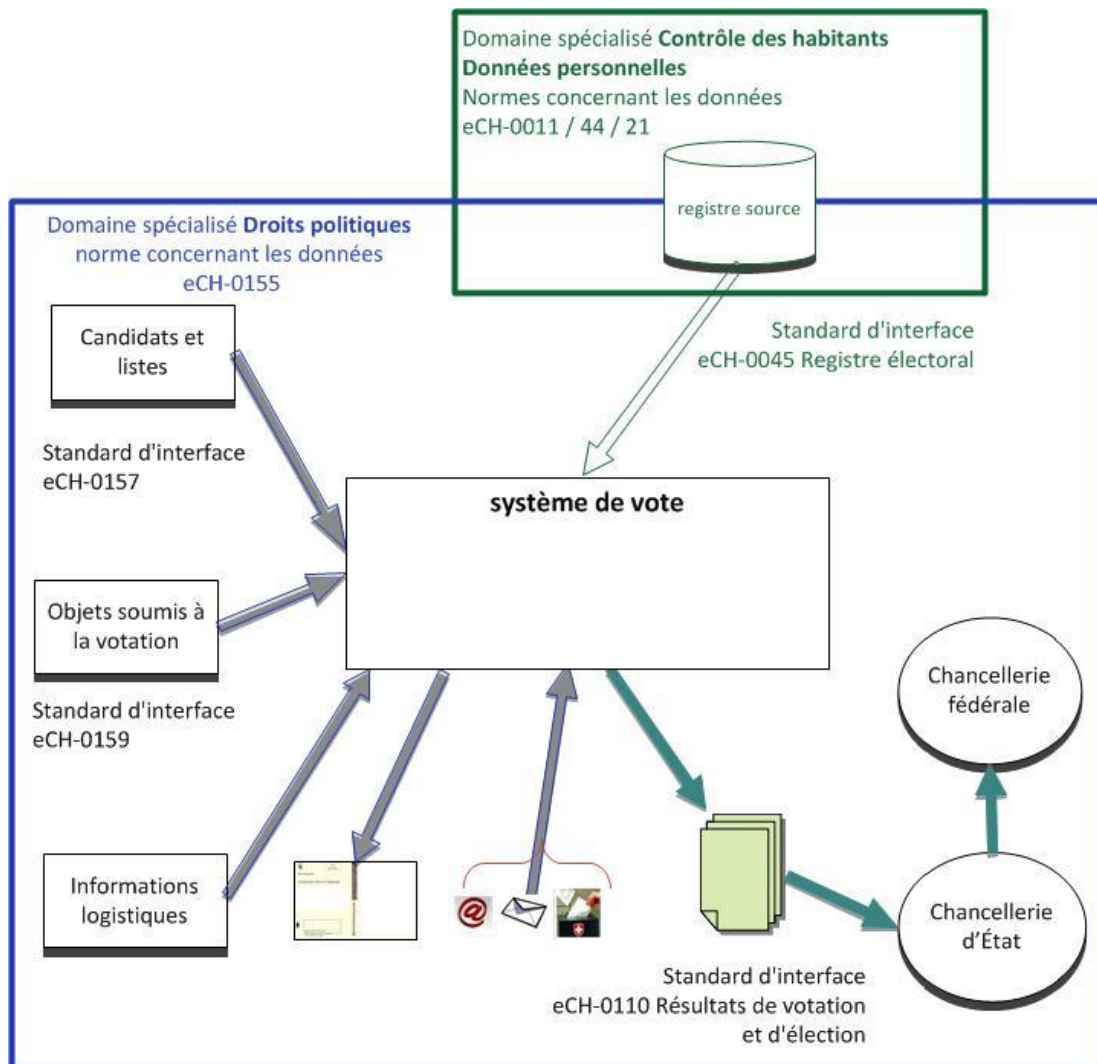 Domaine spécialisé Contrôle des habitants
Données personnelles
Normes concernant les données
eCH-0011 / 44 / 21
registre source
Domaine spécialisé Droits politiques
norme concernant les données
eCH-0155
Candidats et
listes
Standard d'interface
eCH-0045 Registre électoral
Standard d'interface
eCH-0157
système de vote
Objets soumis à
la votation
Standard d'interface
eCH-0159
Chancellerie
fédérale
Informations
logistiques
@
Chancellerie
d'État
Standard d'interface
eCH-0110 Résultats de votation
et d'élection